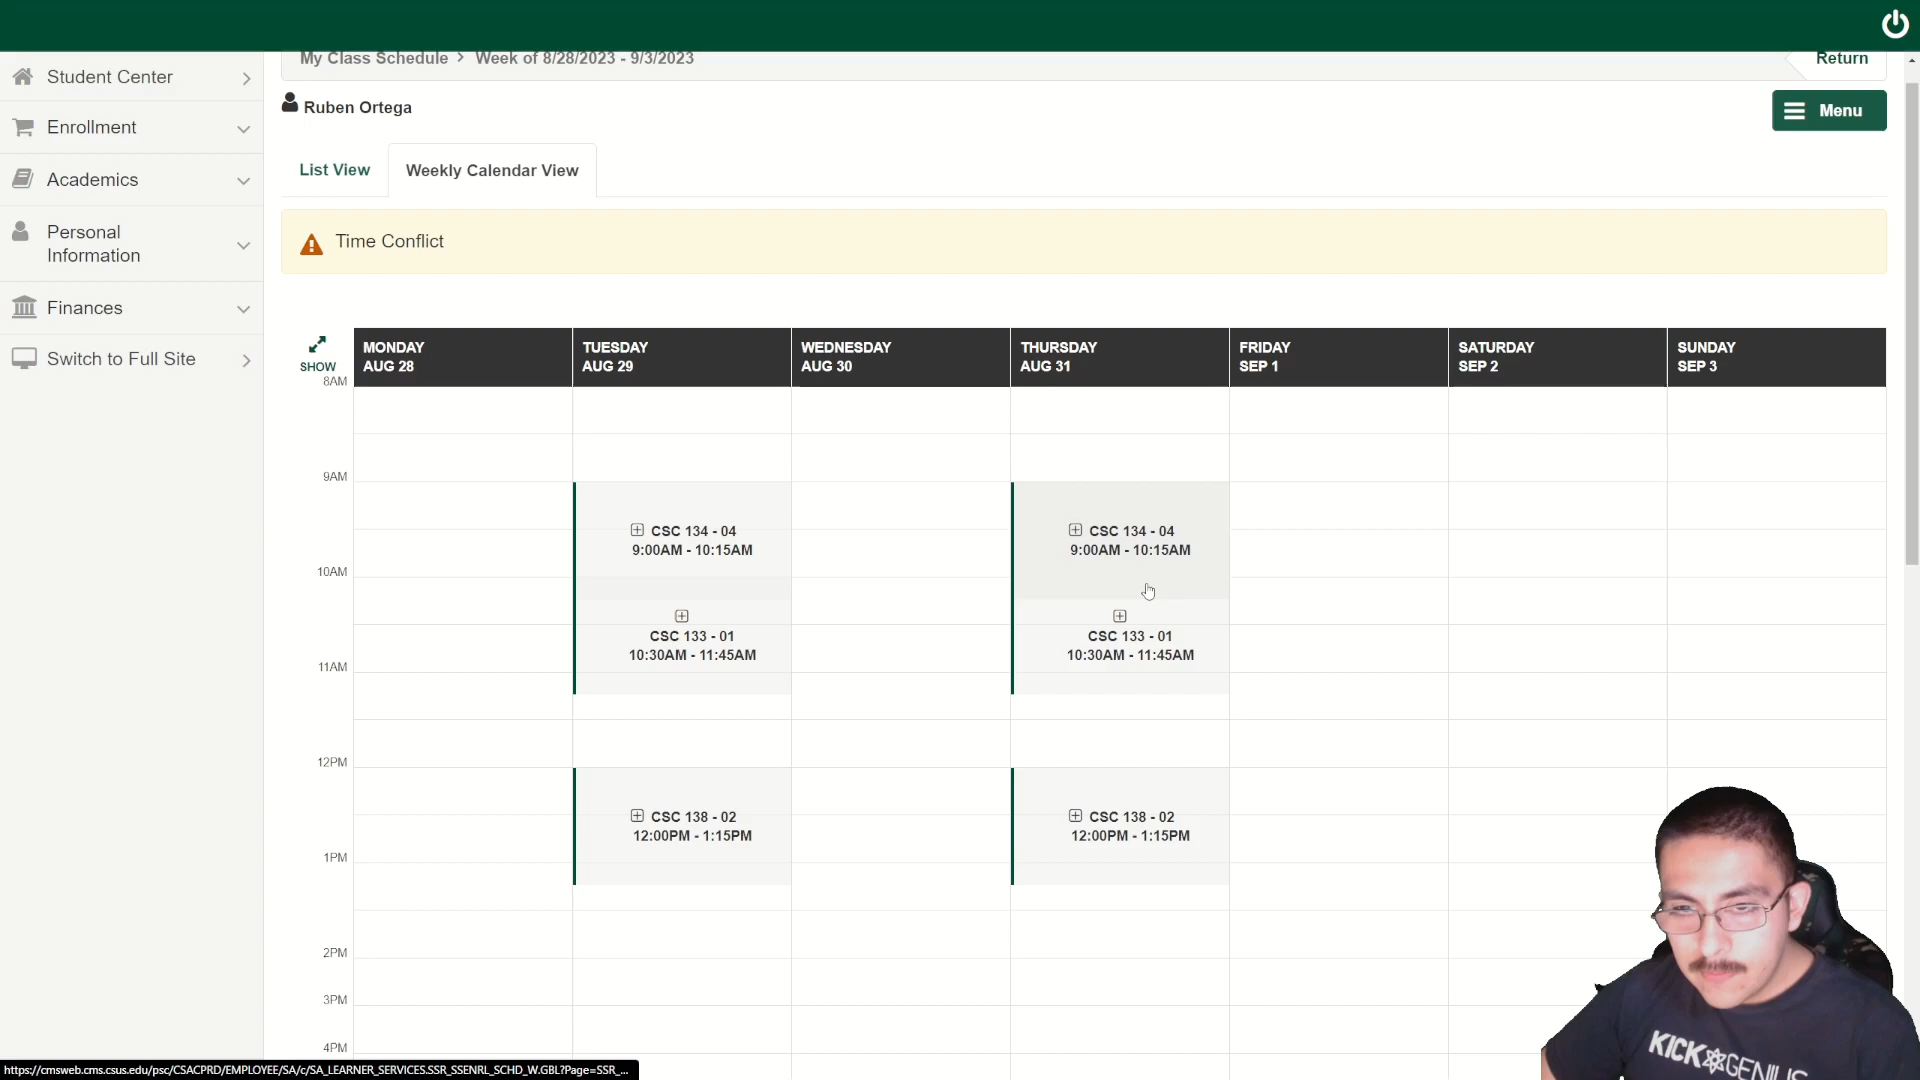 My Class Schedule > Week of 8/28/2023 - 9/3/2023
Return
Student Center
Enrollment
Academics
Personal
Information
Finances
Switch to Full Site
Ruben Ortega
Menu
List View
Weekly Calendar View
Time Conflict
SHOW
MONDAY
AUG 28
TUESDAY
AUG 29
WEDNESDAY
AUG 30
THURSDAY
AUG 31
FRIDAY
SEP 1
SATURDAY
SEP 2
SUNDAY
SEP 3
8AM
9AM
CSC 134 - 04
9:00AM - 10:15AM
CSC 134 - 04
9:00AM - 10:15AM
10AM
CSC 133 - 01
10:30AM - 11:45AM
CSC 133 - 01
10:30AM - 11:45AM
11AM
12PM
CSC 138 - 02
12:00PM - 1:15PM
CSC 138 - 02
12:00PM - 1:15PM
1PM
2PM
3PM
4PM
KICK GENIUS
https://cmsweb.cms.csus.edu/psc/CSACPRD/EMPLOYEE/SA/c/SA_LEARNER_SERVICES.SSR_SSENRL_SCHD_W.GBL?Page=SSR_...